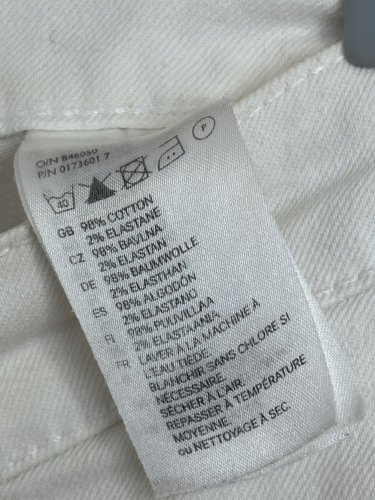 O/N 846050
P/N 0173601 7
40
P
GB 98% COTTON
2% ELASTANE
CZ 98% BAVLNA
2% ELASTAN
DE 98% BAUMWOLLE
2% ELASTHAN
ES 98% ALGODÓN
2% ELASTANO
FI 98% PUUVILLAA
2% ELASTAANIA
FR LAVER À LA MACHINE À
L'EAU TIÈDE.
BLANCHIR SANS CHLORE SI
NÉCESSAIRE.
SÉCHER À L'AIR.
REPASSER À TEMPÉRATURE
MOYENNE.
OU NETTOYAGE À SEC.